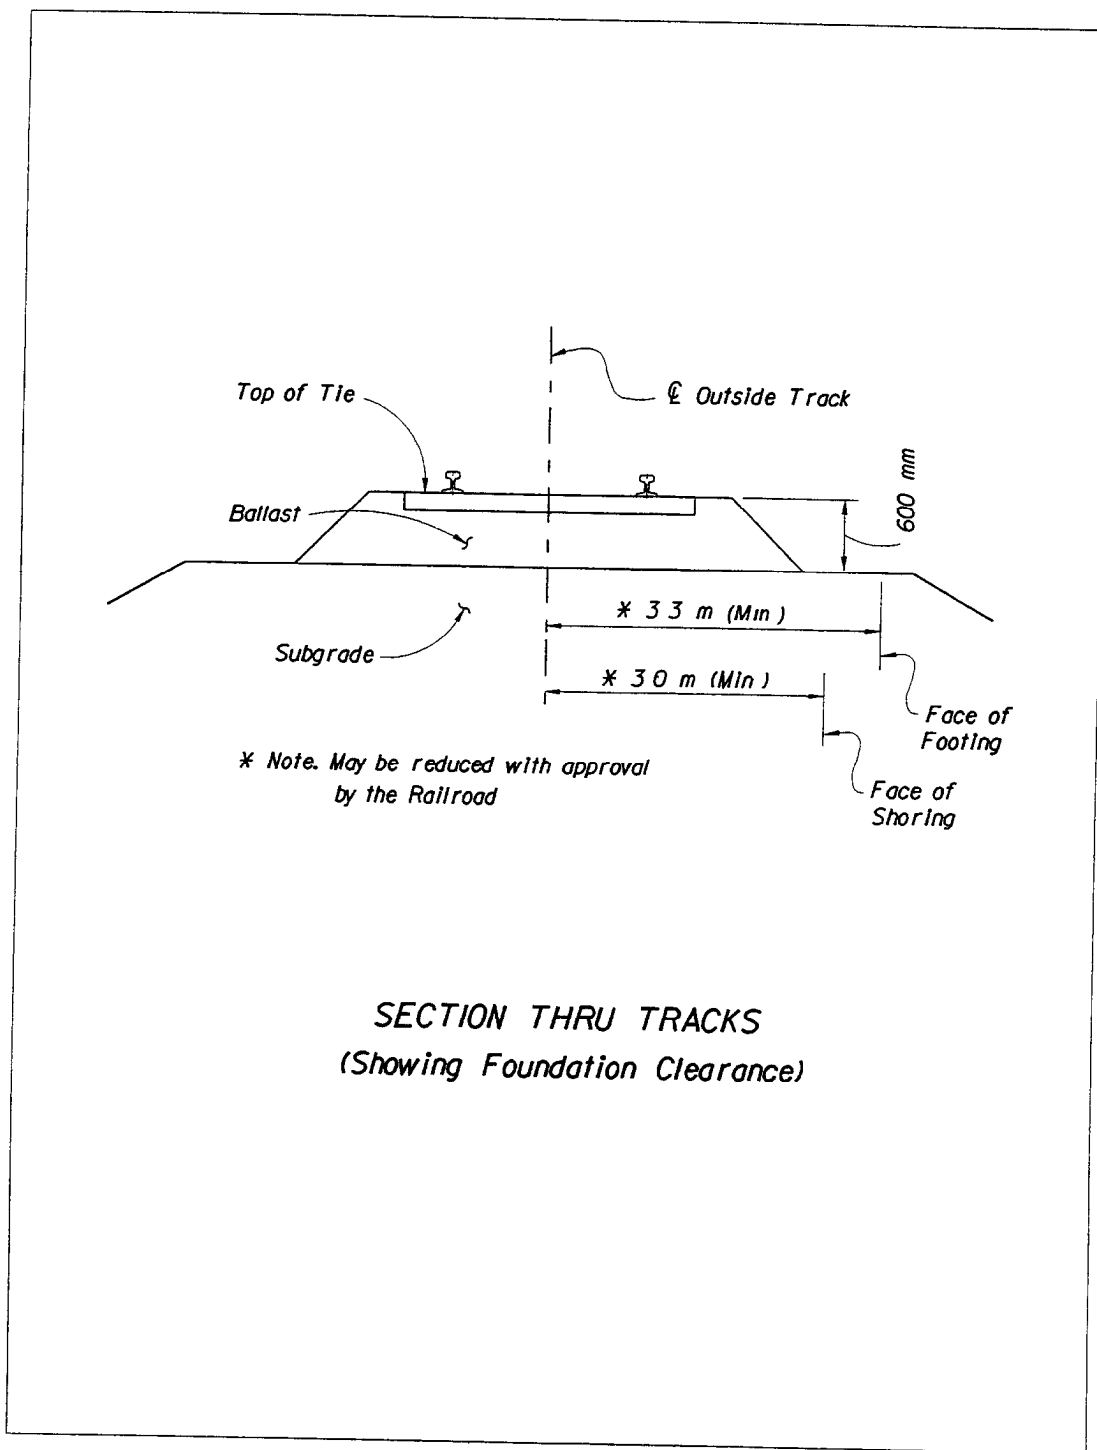 ℄ Outside Track
Top of Tie
600 mm
Ballast
* 3 3 m (Min )
Subgrade
* 3 0 m (Min )
Face of
Footing
* Note. May be reduced with approval
by the Railroad
Face of
Shoring
SECTION THRU TRACKS
(Showing Foundation Clearance)